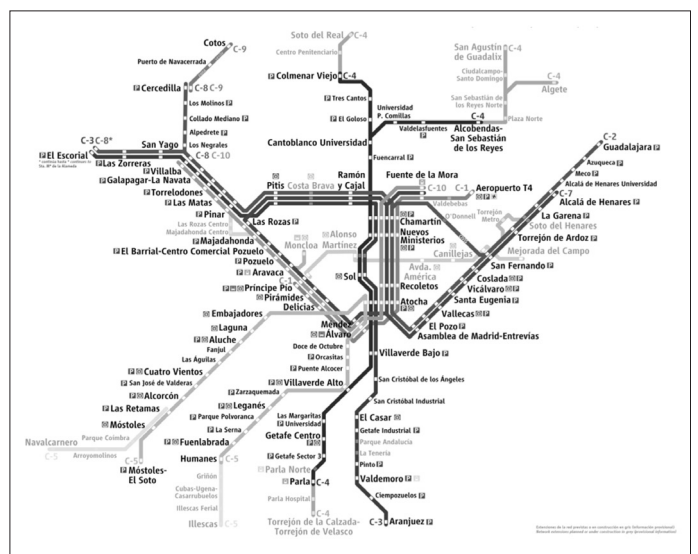 Soto del Real
C-4
Centro Penitenciario
Cotos
C-9
Puerto de Navacerrada
San Agustín
de Guadalix
C-4
Ciudalcampo-
Santo Domingo
C-4
Algete
San Sebastián de
los Reyes Norte
Plaza Norte
P Cercedilla
C-8 C-9
P Colmenar Viejo
C-4
Los Molinos P
Collado Mediano P
Alpedrete P
Los Negrales
P Tres Cantos
P El Goloso
Universidad
P. Comillas
C-4
Valdelasfuentes P
Alcobendas-
San Sebastián
de los Reyes
Cantoblanco Universidad
Fuencarral P
C-3 C-8*
P El Escorial
San Yago
C-8 C-10
P Las Zorreras
P Villalba
P Galapagar-La Navata
P Torrelodones
P Las Matas
P Pinar
Las Rozas Centro
Majadahonda Centro
Las Rozas P
P Majadahonda
P El Barrial-Centro Comercial Pozuelo
P Pozuelo
P Aravaca
C-1
Príncipe Pío
Pirámides
Delicias
Pitis
Costa Brava
Ramón
y Cajal
Fuente de la Mora
C-10
C-1
Aeropuerto T4
Valdebebas
O'Donnell
Chamartín
Nuevos
Ministerios
Moncloa
Alonso
Martínez
Sol
Canillejas
Avda.
América
Recoletos
Atocha
C-2
Guadalajara P
Azuqueca P
Meco P
Alcalá de Henares Universidad
C-7
Alcalá de Henares P
La Garena P
Soto del Henares
Torrejón de Ardoz P
Torrejón
Metro
Mejorada del Campo
San Fernando P
Coslada
Vicálvaro
Santa Eugenia
Vallecas
El Pozo P
Asamblea de Madrid-Entrevías
Embajadores
Laguna
Aluche
Fanjul
Las Águilas
Cuatro Vientos
P San José de Valderas
Alcorcón
P Las Retamas
Móstoles
Parque Coimbra
Navalcarnero
C-5
Arroyomolinos
C-5
P Móstoles-
El Soto
Méndez
Álvaro
Doce de Octubre
P Orcasitas
P Puente Alcocer
Villaverde Alto
Zarzaquemada
Leganés
P Parque Polvoranca
P La Serna
Fuenlabrada
Humanes
C-5
Griñón
Cubas-Ugena-
Casarrubuelos
Illescas Ferial
Illescas
C-5
Villaverde Bajo P
San Cristóbal de los Ángeles
San Cristóbal Industrial
Las Margaritas
P Universidad
Getafe Centro
P Getafe Sector 3
Parla Norte
Parla
C-4
Parla Hospital
C-4
Torrejón de la Calzada-
Torrejón de Velasco
El Casar
Getafe Industrial P
Parque Andalucía
La Tenería
Pinto P
Valdemoro
Ciempozuelos P
C-3
Aranjuez P